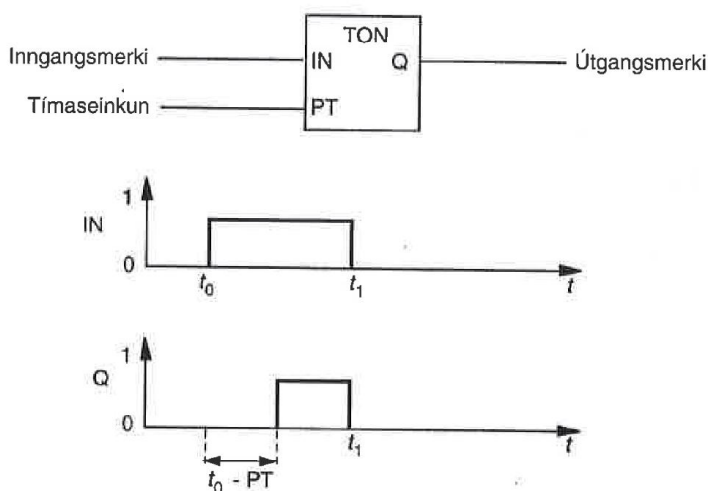 TON
Inngangsmerki IN Q Útgangsmerki
Tímaseinkun PT
1
IN
0
t0 t1 t
1
Q
0
t1 t
t0 - PT